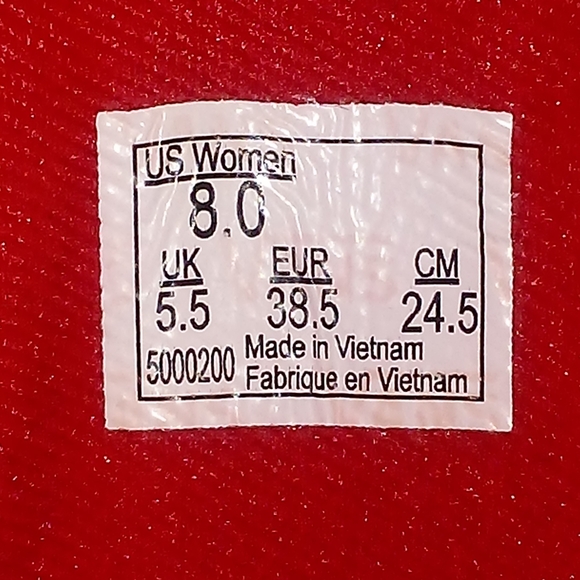 US Women
8.0
UK EUR CM
5.5 38.5 24.5
5000200 Made in Vietnam
Fabrique en Vietnam